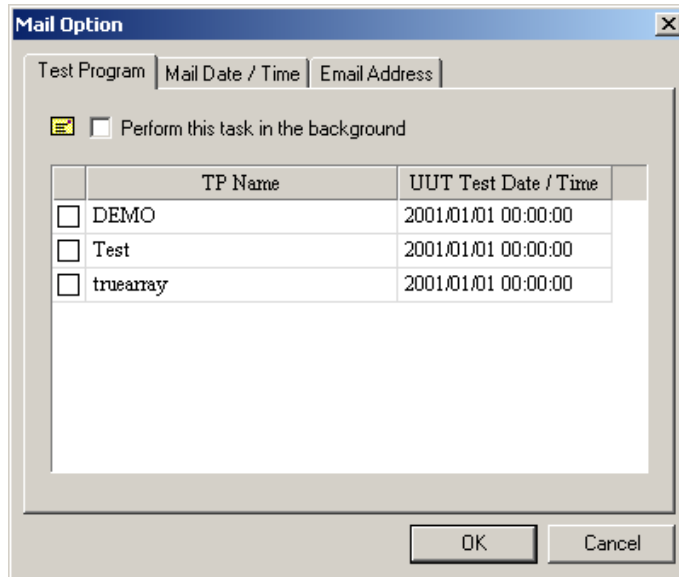 Mail Option
Test Program Mail Date / Time Email Address
Perform this task in the background
TP Name UUT Test Date / Time
DEMO 2001/01/01 00:00:00
Test 2001/01/01 00:00:00
truearray 2001/01/01 00:00:00
OK Cancel